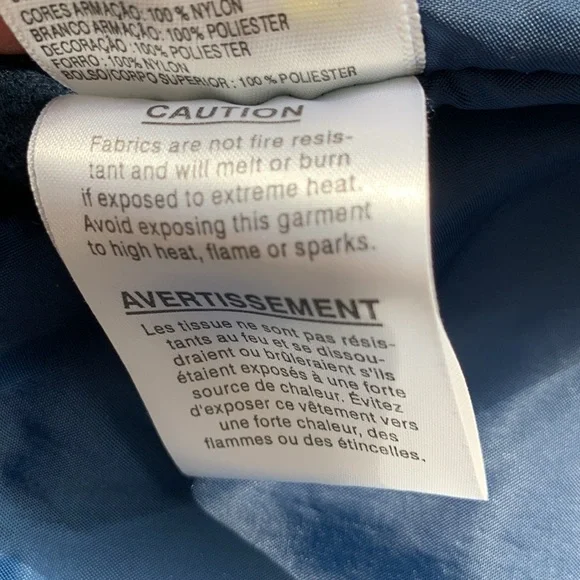 CORES ARMAÇÃO: 100 % NYLON
BRANCO ARMAÇÃO: 100% POLIESTER
DECORAÇÃO: 100% POLIESTER
FORRO : 100% NYLON
BOLSO/CORPO SUPERIOR : 100 % POLIESTER
CAUTION
Fabrics are not fire resis-
tant and will melt or burn
if exposed to extreme heat.
Avoid exposing this garment
to high heat, flame or sparks.
AVERTISSEMENT
Les tissue ne sont pas résis-
tants au feu et se dissou-
draient ou brûleraient s'ils
étaient exposés à une forte
source de chaleur. Évitez
d'exposer ce vêtement vers
une forte chaleur, des
flammes ou des étincelles.